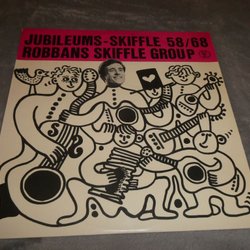 JUBILEUMS-SKIFFLE 58/68
ROBBANS SKIFFLE GROUP